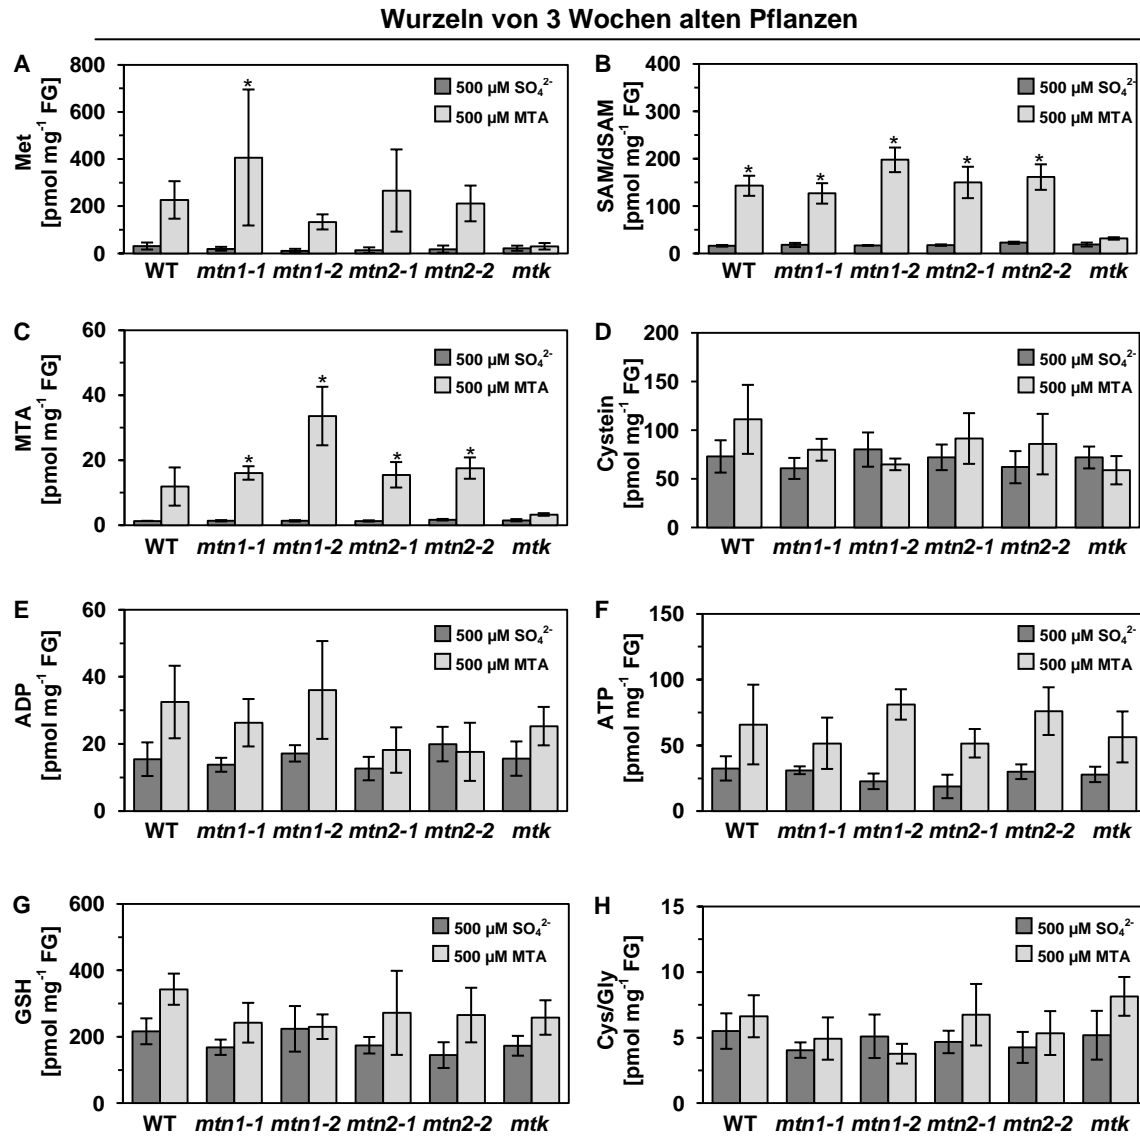 Wurzeln von 3 Wochen alten Pflanzen
A
Met
[pmol mg⁻¹ FG]
800
600
400
200
0
500 µM SO₄²⁻
500 µM MTA
*
WT mtn1-1 mtn1-2 mtn2-1 mtn2-2 mtk
B
SAM/dSAM
[pmol mg⁻¹ FG]
400
300
200
100
0
500 µM SO₄²⁻
500 µM MTA
* * * * *
WT mtn1-1 mtn1-2 mtn2-1 mtn2-2 mtk
C
MTA
[pmol mg⁻¹ FG]
60
40
20
0
500 µM SO₄²⁻
500 µM MTA
* * * *
WT mtn1-1 mtn1-2 mtn2-1 mtn2-2 mtk
D
Cystein
[pmol mg⁻¹ FG]
200
150
100
50
0
500 µM SO₄²⁻
500 µM MTA
WT mtn1-1 mtn1-2 mtn2-1 mtn2-2 mtk
E
ADP
[pmol mg⁻¹ FG]
60
40
20
0
500 µM SO₄²⁻
500 µM MTA
WT mtn1-1 mtn1-2 mtn2-1 mtn2-2 mtk
F
ATP
[pmol mg⁻¹ FG]
150
100
50
0
500 µM SO₄²⁻
500 µM MTA
WT mtn1-1 mtn1-2 mtn2-1 mtn2-2 mtk
G
GSH
[pmol mg⁻¹ FG]
600
400
200
0
500 µM SO₄²⁻
500 µM MTA
WT mtn1-1 mtn1-2 mtn2-1 mtn2-2 mtk
H
Cys/Gly
[pmol mg⁻¹ FG]
15
10
5
0
500 µM SO₄²⁻
500 µM MTA
WT mtn1-1 mtn1-2 mtn2-1 mtn2-2 mtk